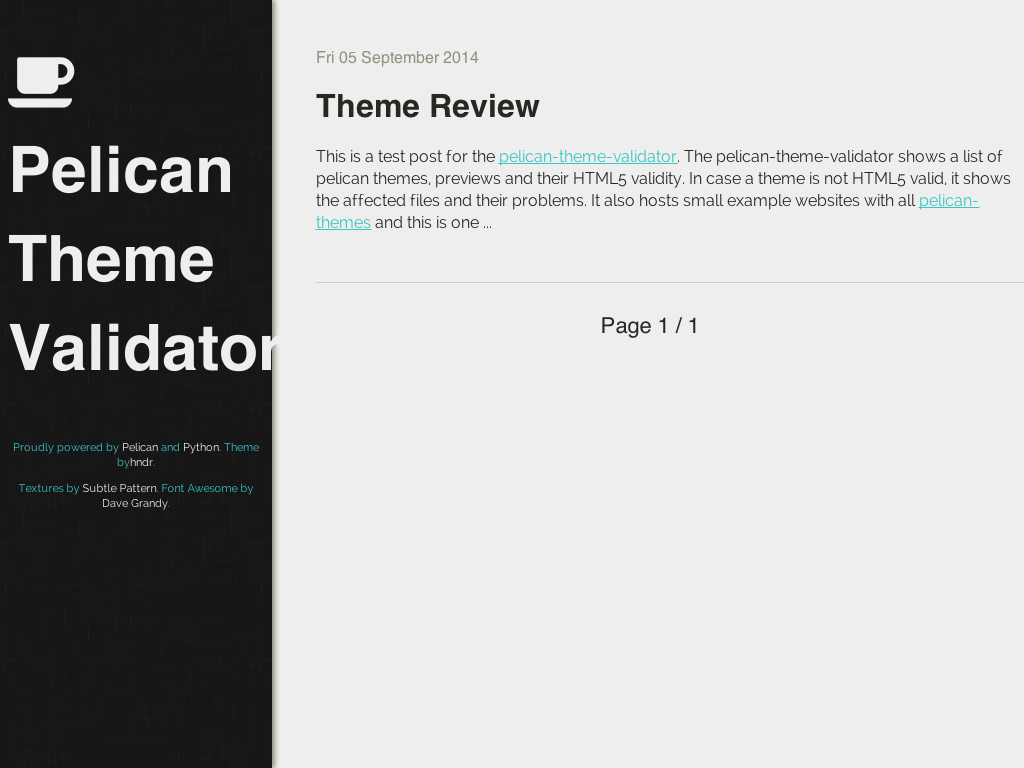 Pelican
Theme
Validator
Proudly powered by Pelican and Python. Theme
byhndr.
Textures by Subtle Pattern. Font Awesome by
Dave Grandy.
Fri 05 September 2014
Theme Review
This is a test post for the pelican-theme-validator. The pelican-theme-validator shows a list of
pelican themes, previews and their HTML5 validity. In case a theme is not HTML5 valid, it shows
the affected files and their problems. It also hosts small example websites with all pelican-
themes and this is one ...
Page 1 / 1